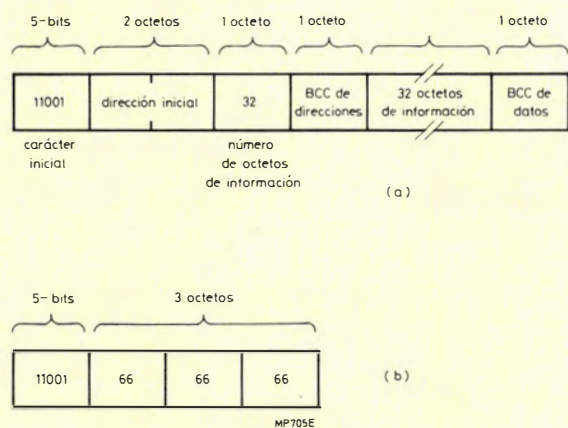 5-bits 2 octetos 1 octeto 1 octeto 1 octeto
11001 dirección inicial 32 BCC de direcciones 32 octetos de información BCC de datos
carácter inicial número de octetos de información
(a)
5-bits 3 octetos
11001 66 66 66 (b)
MP705E